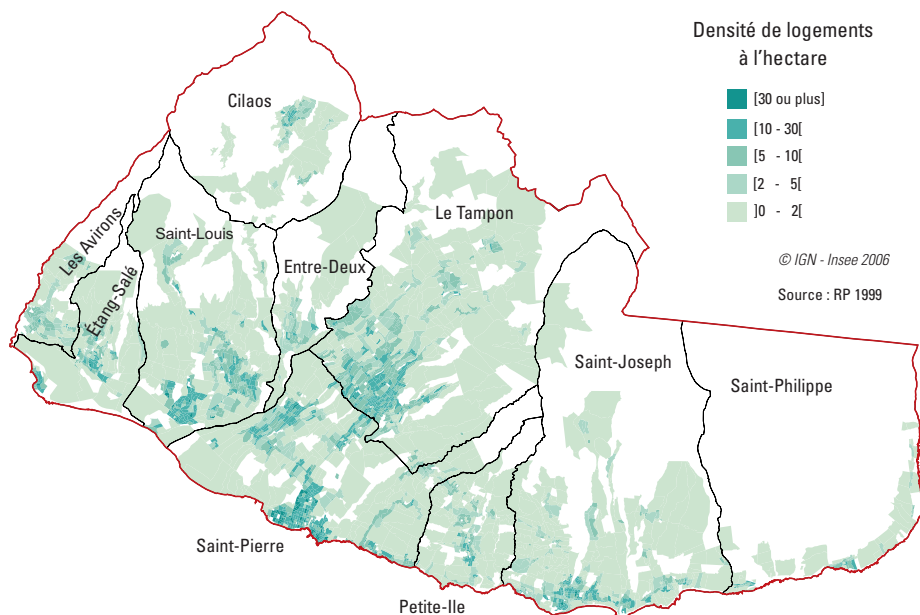 Densité de logements
à l'hectare
[30 ou plus]
[10 - 30[
[5 - 10[
[2 - 5[
]0 - 2[
© IGN - Insee 2006
Source : RP 1999
Cilaos
Les Avirons
Étang-Salé
Saint-Louis
Entre-Deux
Le Tampon
Saint-Joseph
Saint-Philippe
Saint-Pierre
Petite-Ile